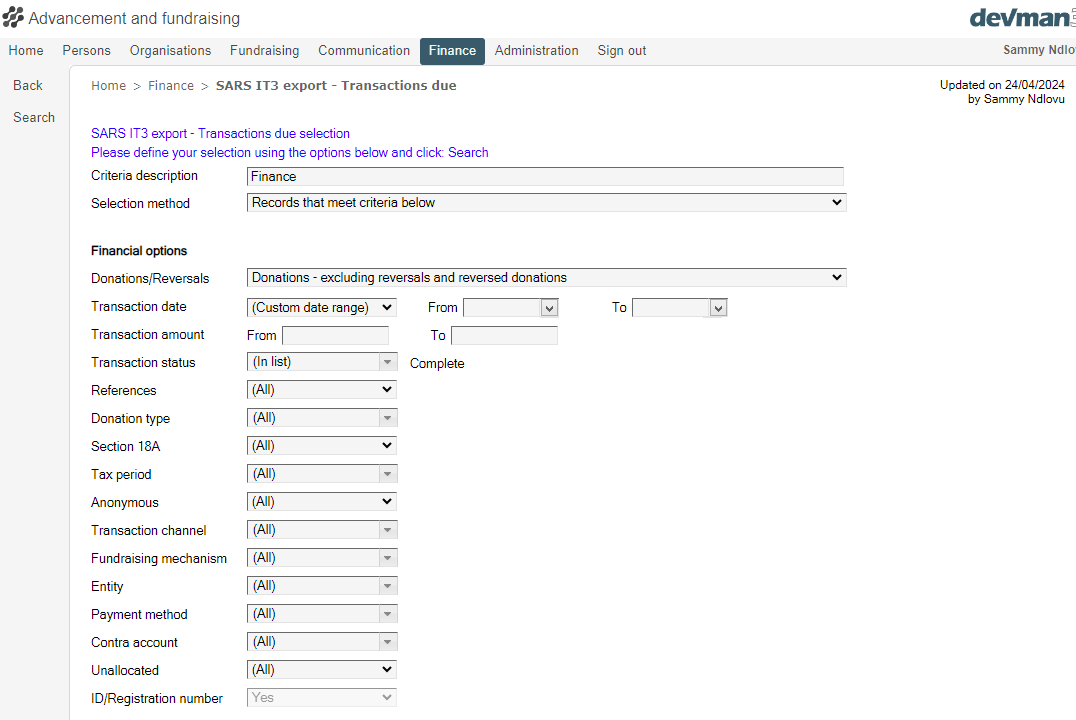 Advancement and fundraising
devman
Home Persons Organisations Fundraising Communication Finance Administration Sign out Sammy Ndlo
Back
Search
Home > Finance > SARS IT3 export - Transactions due
Updated on 24/04/2024
by Sammy Ndlovu
SARS IT3 export - Transactions due selection
Please define your selection using the options below and click: Search
Criteria description Finance
Selection method Records that meet criteria below
Financial options
Donations/Reversals Donations - excluding reversals and reversed donations
Transaction date (Custom date range) From To
Transaction amount From To
Transaction status (In list) Complete
References (All)
Donation type (All)
Section 18A (All)
Tax period (All)
Anonymous (All)
Transaction channel (All)
Fundraising mechanism (All)
Entity (All)
Payment method (All)
Contra account (All)
Unallocated (All)
ID/Registration number Yes